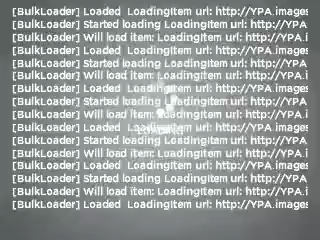 [BulkLoader] Loaded LoadingItem url: http://YPA.images
[BulkLoader] Started loading LoadingItem url: http://YPA
[BulkLoader] Will load item: LoadingItem url: http://YPA.i
[BulkLoader] Loaded LoadingItem url: http://YPA.images
[BulkLoader] Started loading LoadingItem url: http://YPA
[BulkLoader] Will load item: LoadingItem url: http://YPA.i
[BulkLoader] Loaded LoadingItem url: http://YPA.images
[BulkLoader] Started loading LoadingItem url: http://YPA
[BulkLoader] Will load item: LoadingItem url: http://YPA.i
[BulkLoader] Loaded LoadingItem url: http://YPA.images
LOADING
[BulkLoader] Started loading LoadingItem url: http://YPA
[BulkLoader] Will load item: LoadingItem url: http://YPA.i
[BulkLoader] Loaded LoadingItem url: http://YPA.images
[BulkLoader] Started loading LoadingItem url: http://YPA
[BulkLoader] Will load item: LoadingItem url: http://YPA.i
[BulkLoader] Loaded LoadingItem url: http://YPA.images